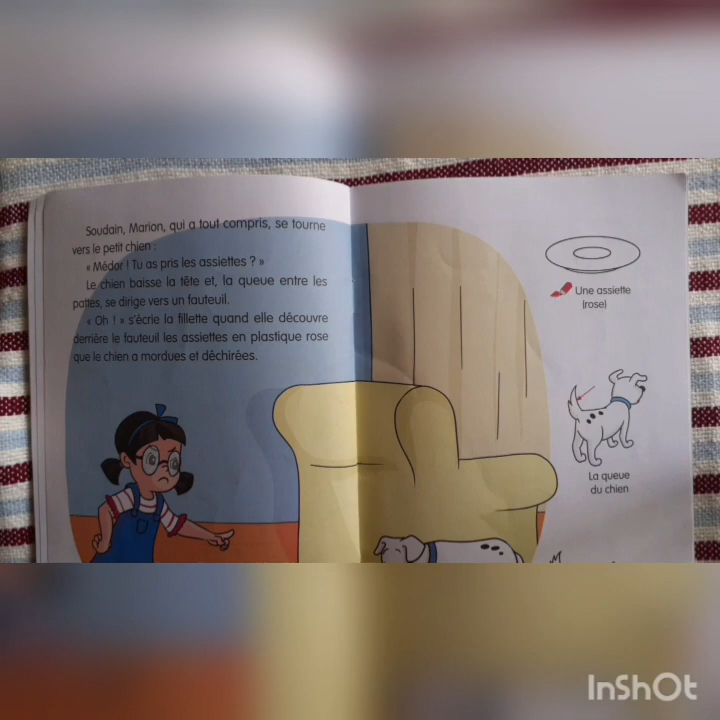 Soudain, Marion, qui a tout compris, se tourne
vers le petit chien :
« Médor ! Tu as pris les assiettes ? »
Le chien baisse la tête et, la queue entre les
pattes, se dirige vers un fauteuil.
« Oh ! » s'écrie la fillette quand elle découvre
derrière le fauteuil les assiettes en plastique rose
que le chien a mordues et déchirées.
Une assiette
(rose)
La queue
du chien
InShOt